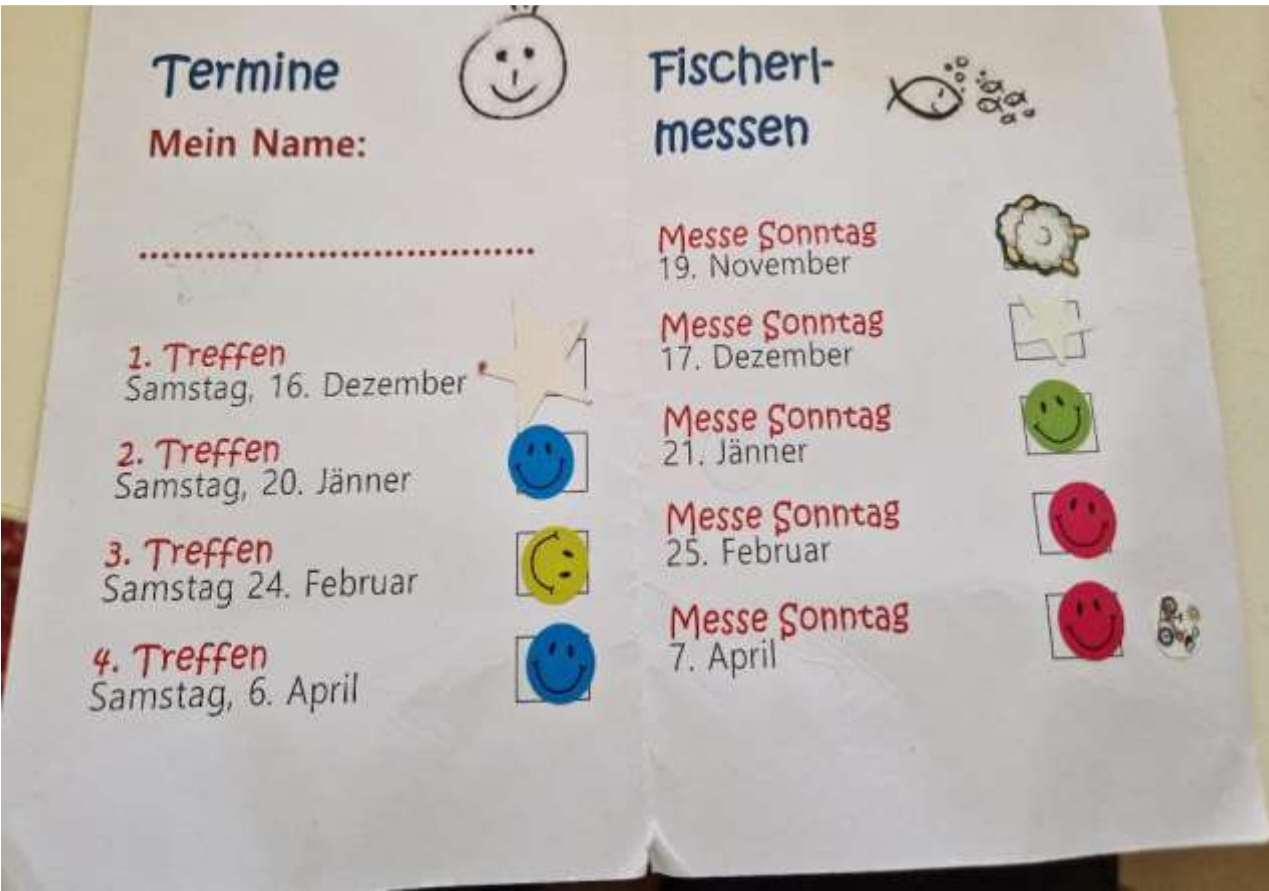 Termine
Mein Name:
1. Treffen
Samstag, 16. Dezember
2. Treffen
Samstag, 20. Jänner
3. Treffen
Samstag 24. Februar
4. Treffen
Samstag, 6. April
Fischerl-
messen
Messe Sonntag
19. November
Messe Sonntag
17. Dezember
Messe Sonntag
21. Jänner
Messe Sonntag
25. Februar
Messe Sonntag
7. April